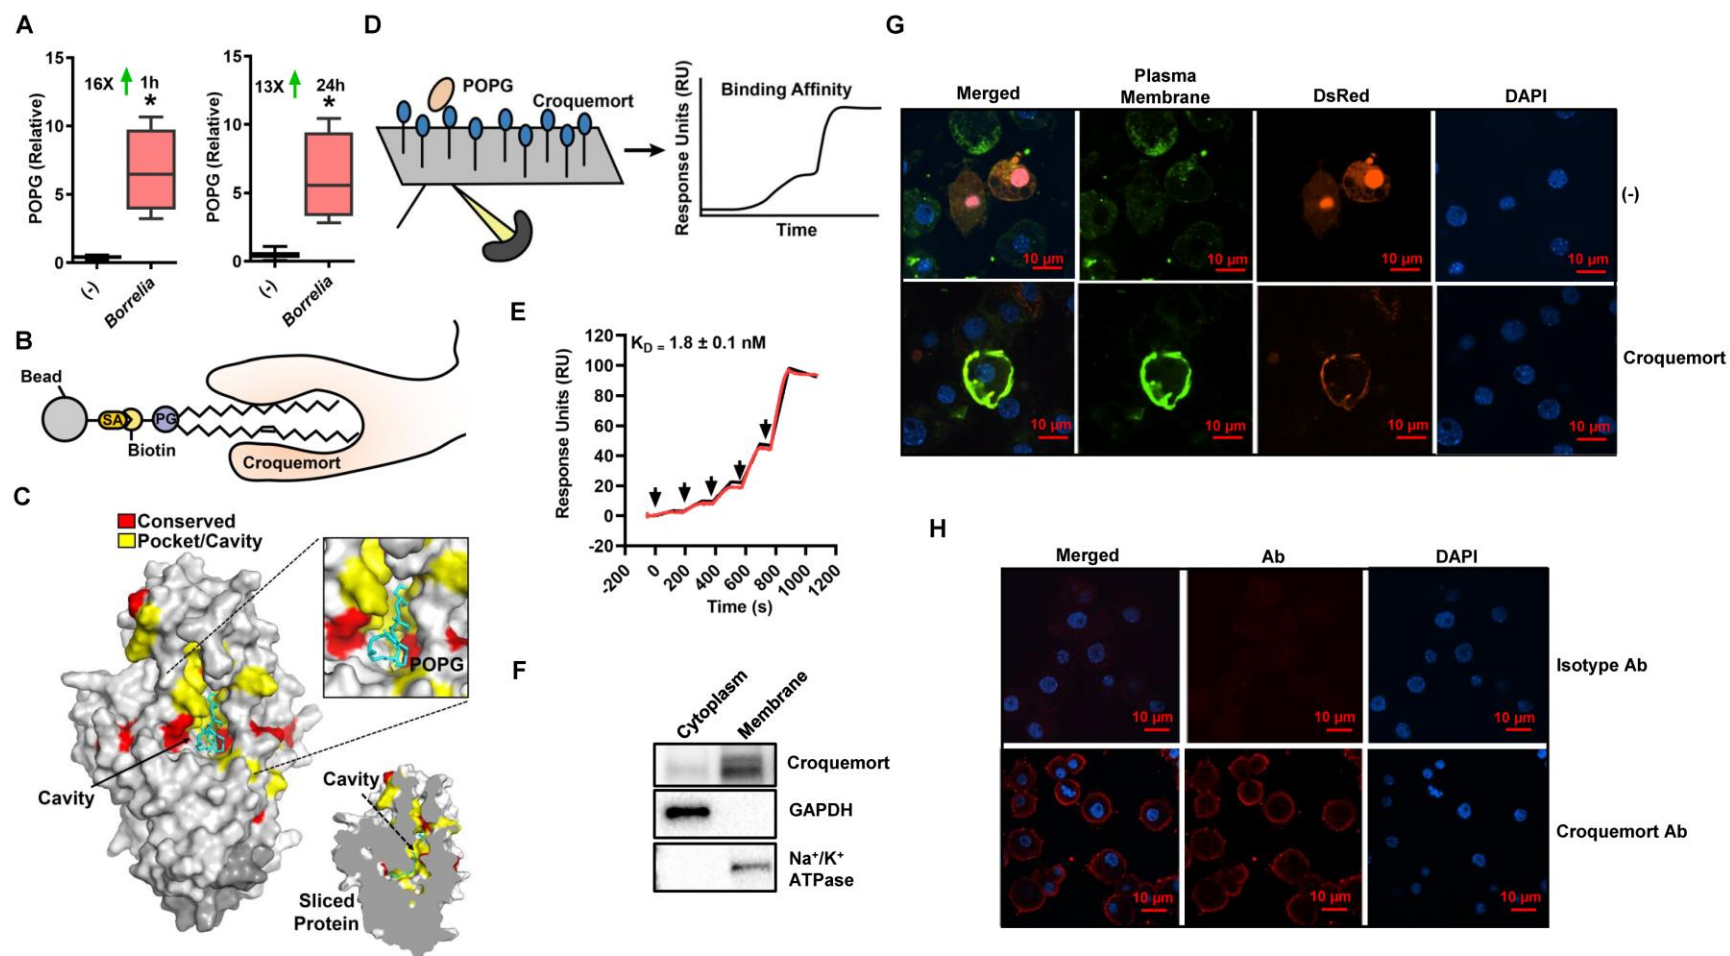 A
15
10
5
0
POPG (Relative)
16X
1h
*
(-)
Borrelia
15
10
5
0
POPG (Relative)
13X
24h
*
(-)
Borrelia
B
Bead
SA
PG
Biotin
Croquemort
C
Conserved
Pocket/Cavity
POPG
Cavity
Cavity
Sliced
Protein
D
POPG
Croquemort
Binding Affinity
Response Units (RU)
Time
E
K_D = 1.8 ± 0.1 nM
120
100
80
60
40
20
0
-20
Response Units (RU)
-200
0
200
400
600
800
1000
1200
Time (s)
F
Cytoplasm
Membrane
Croquemort
GAPDH
Na⁺/K⁺
ATPase
G
Merged
Plasma
Membrane
DsRed
DAPI
10 µm
10 µm
10 µm
10 µm
(-)
10 µm
10 µm
10 µm
10 µm
Croquemort
H
Merged
Ab
DAPI
10 µm
10 µm
10 µm
Isotype Ab
10 µm
10 µm
10 µm
Croquemort Ab